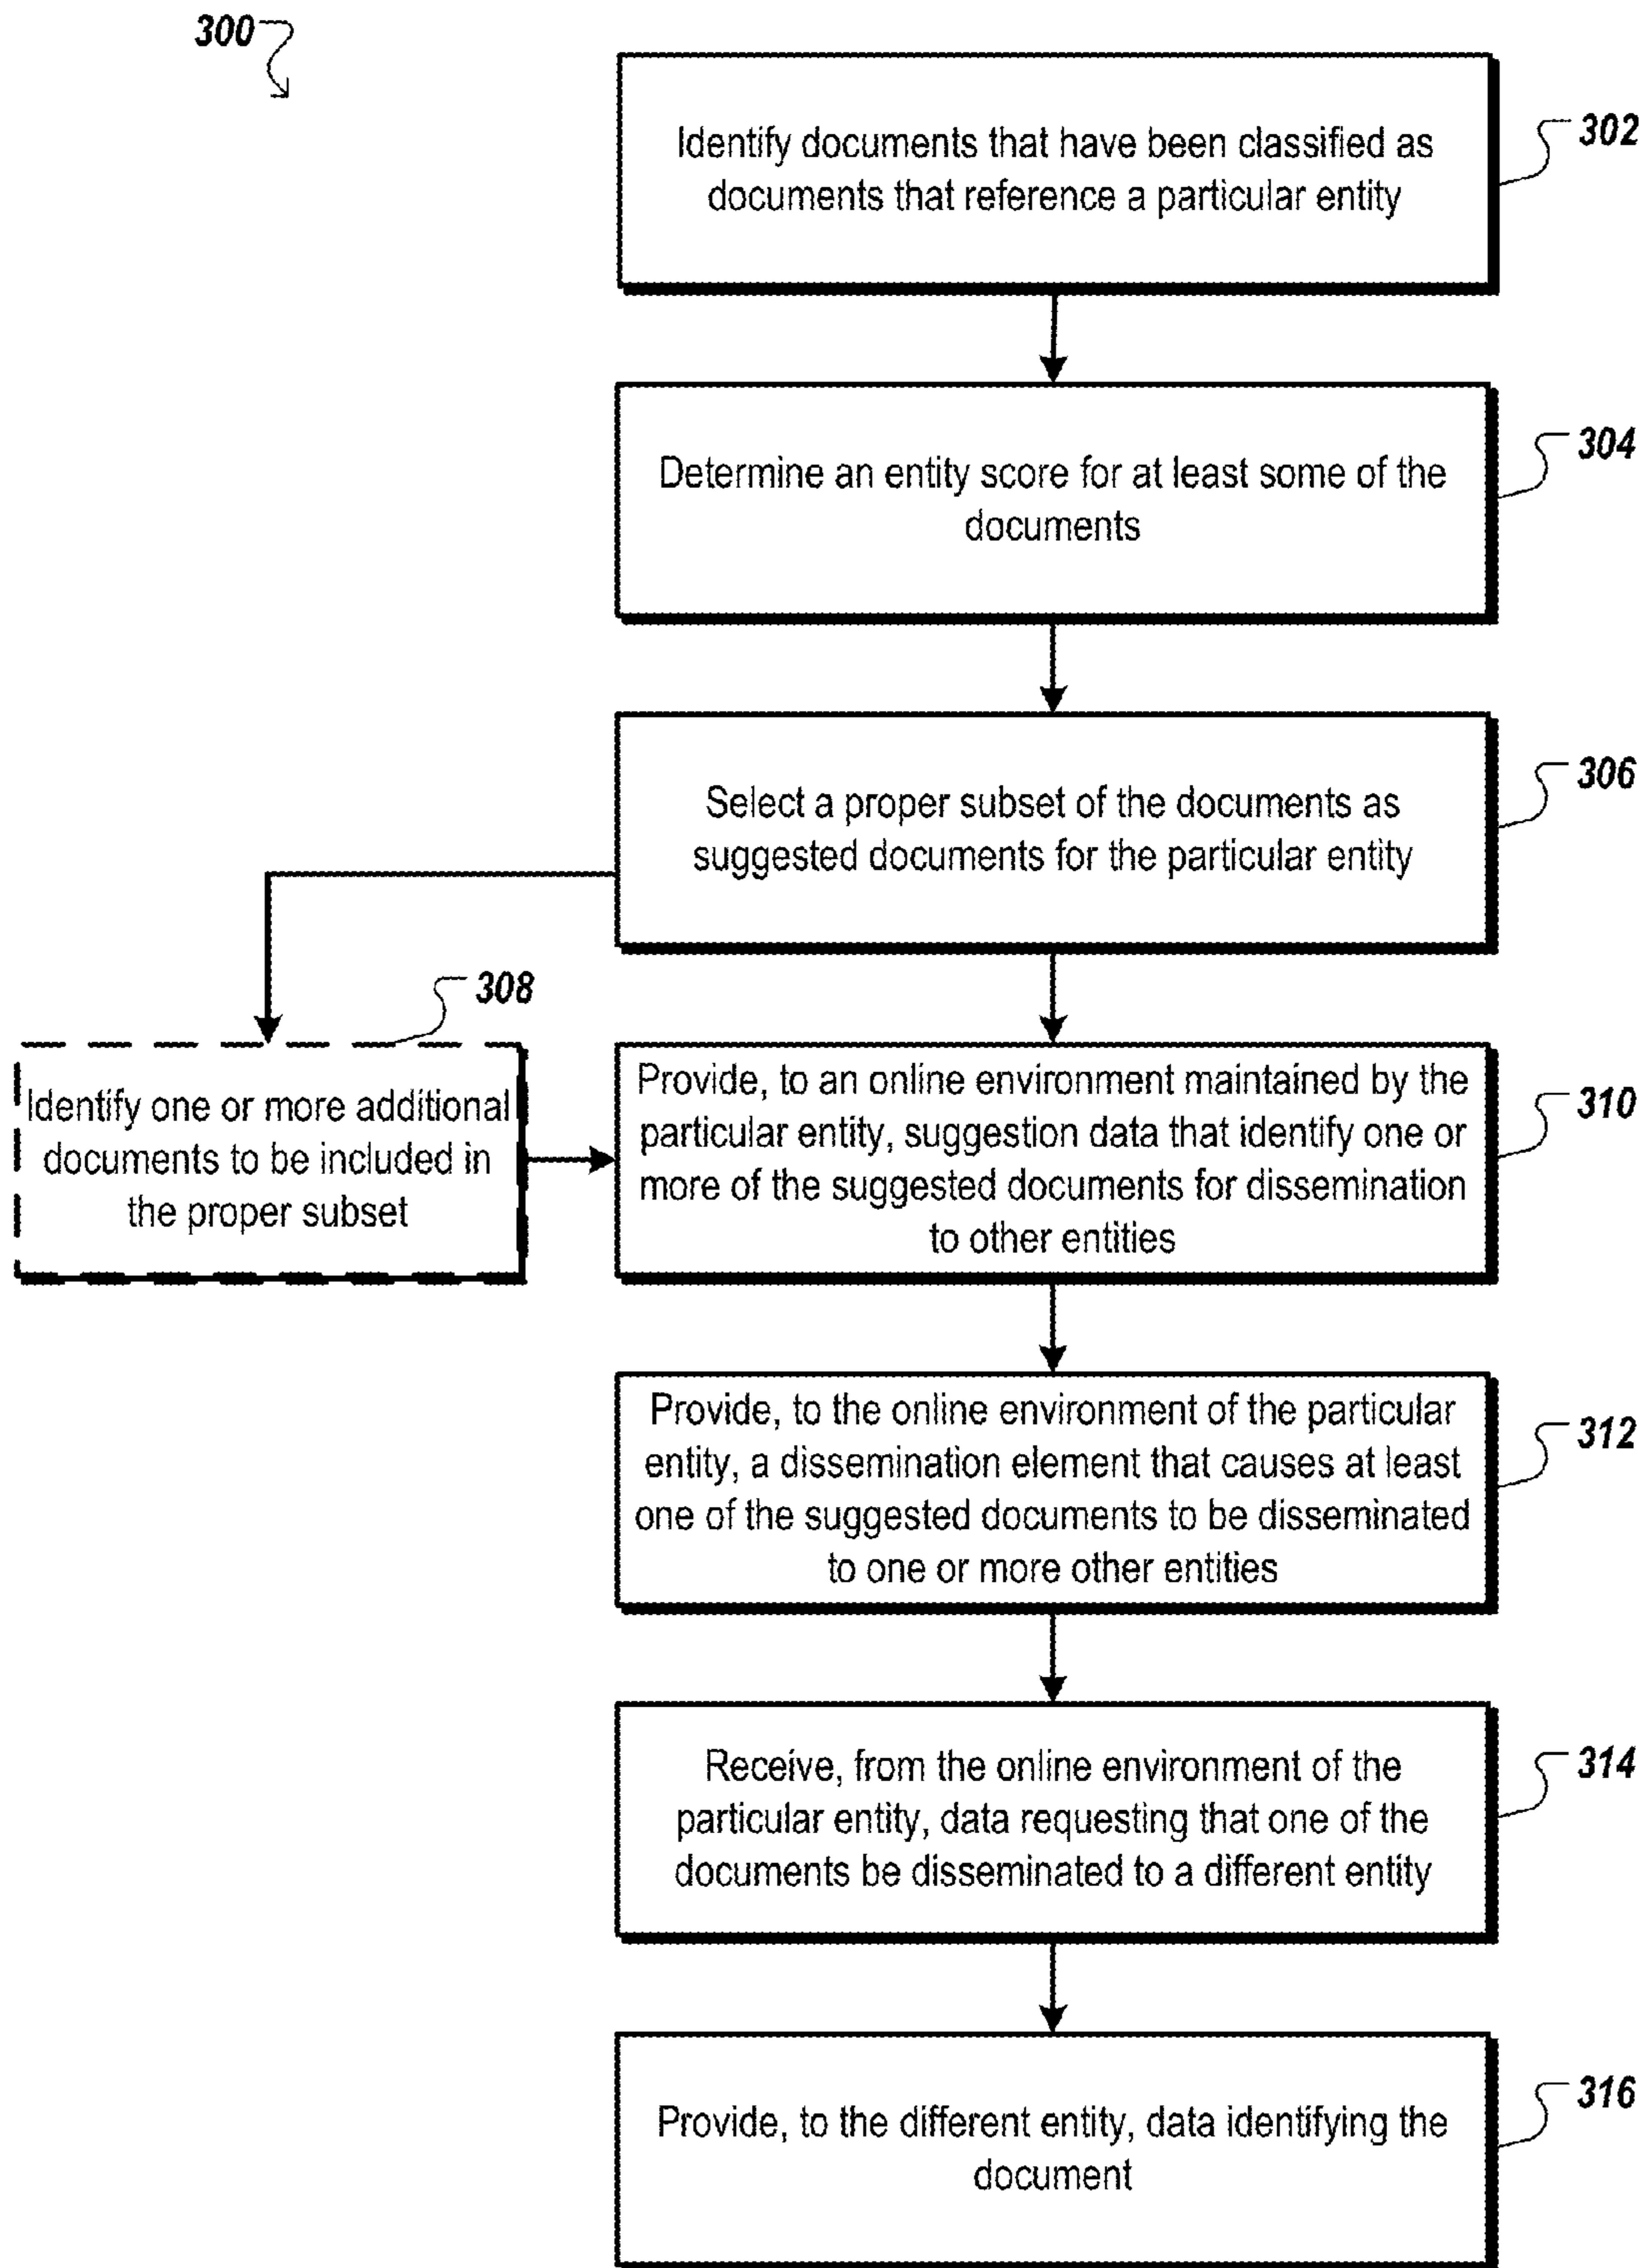 300
Identify documents that have been classified as
documents that reference a particular entity
302
Determine an entity score for at least some of the
documents
304
Select a proper subset of the documents as
suggested documents for the particular entity
306
308
Identify one or more additional
documents to be included in
the proper subset
Provide, to an online environment maintained by the
particular entity, suggestion data that identify one or
more of the suggested documents for dissemination
to other entities
310
Provide, to the online environment of the particular
entity, a dissemination element that causes at least
one of the suggested documents to be disseminated
to one or more other entities
312
Receive, from the online environment of the
particular entity, data requesting that one of the
documents be disseminated to a different entity
314
Provide, to the different entity, data identifying the
document
316